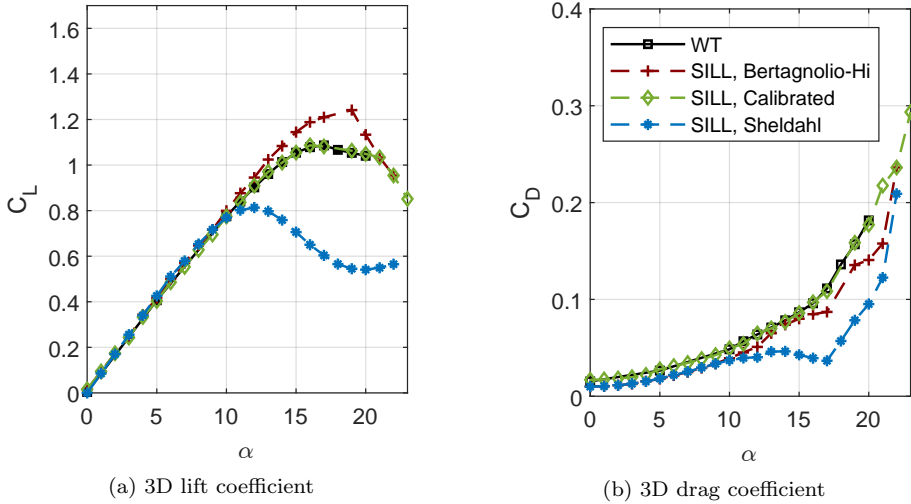 1.6
1.4
1.2
1
0.8
0.6
0.4
0.2
0
C_L
0 5 10 15 20
α
(a) 3D lift coefficient
0.4
0.3
0.2
0.1
0
C_D
WT
SILL, Bertagnolio-Hi
SILL, Calibrated
SILL, Sheldahl
0 5 10 15 20
α
(b) 3D drag coefficient